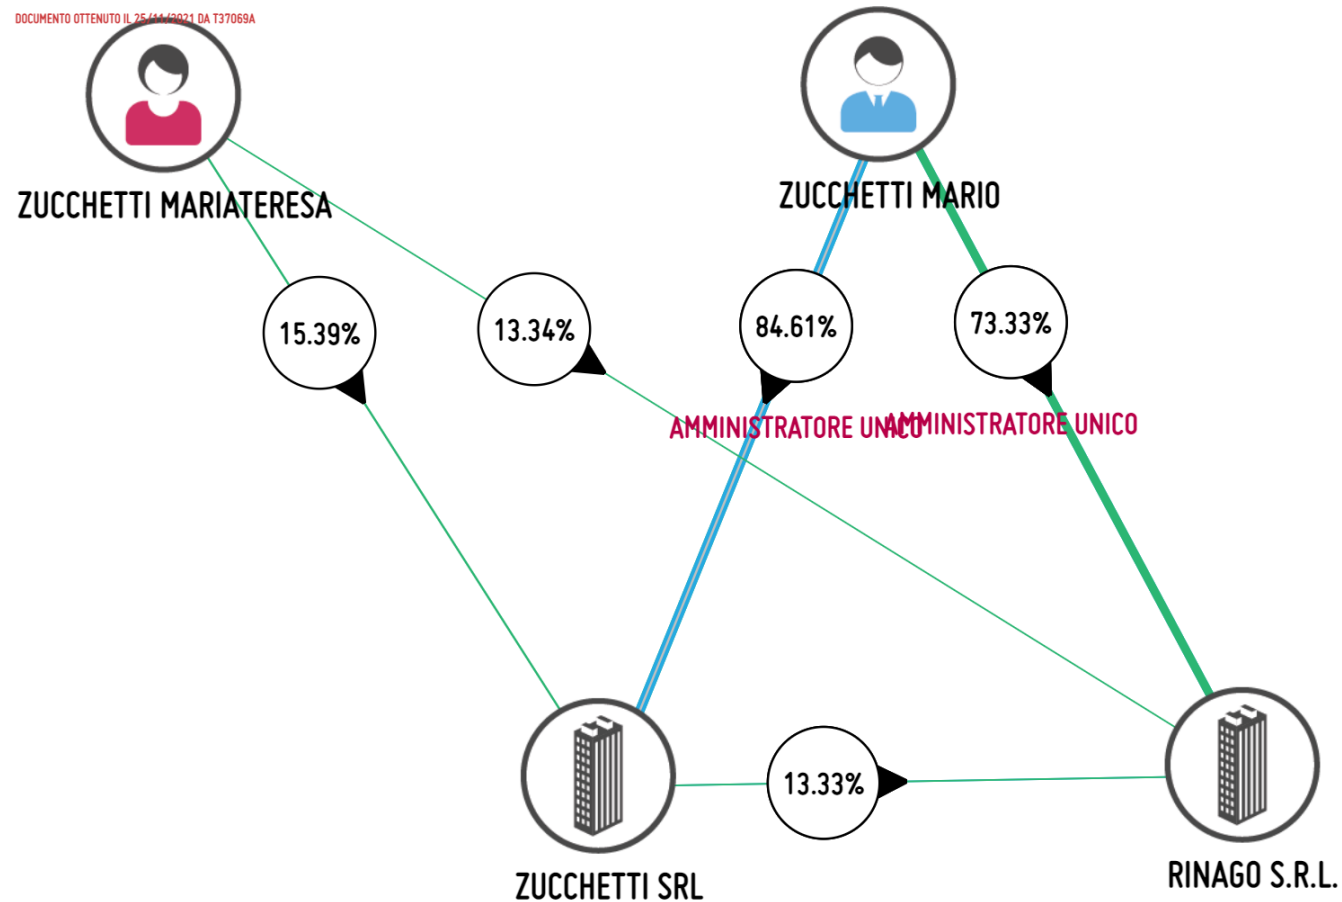 DOCUMENTO OTTENUTO IL 25/11/2021 DA T37069A
ZUCCHETTI MARIATERESA
ZUCCHETTI MARIO
15.39%
13.34%
84.61%
73.33%
AMMINISTRATORE UNICO
AMMINISTRATORE UNICO
13.33%
ZUCCHETTI SRL
RINAGO S.R.L.